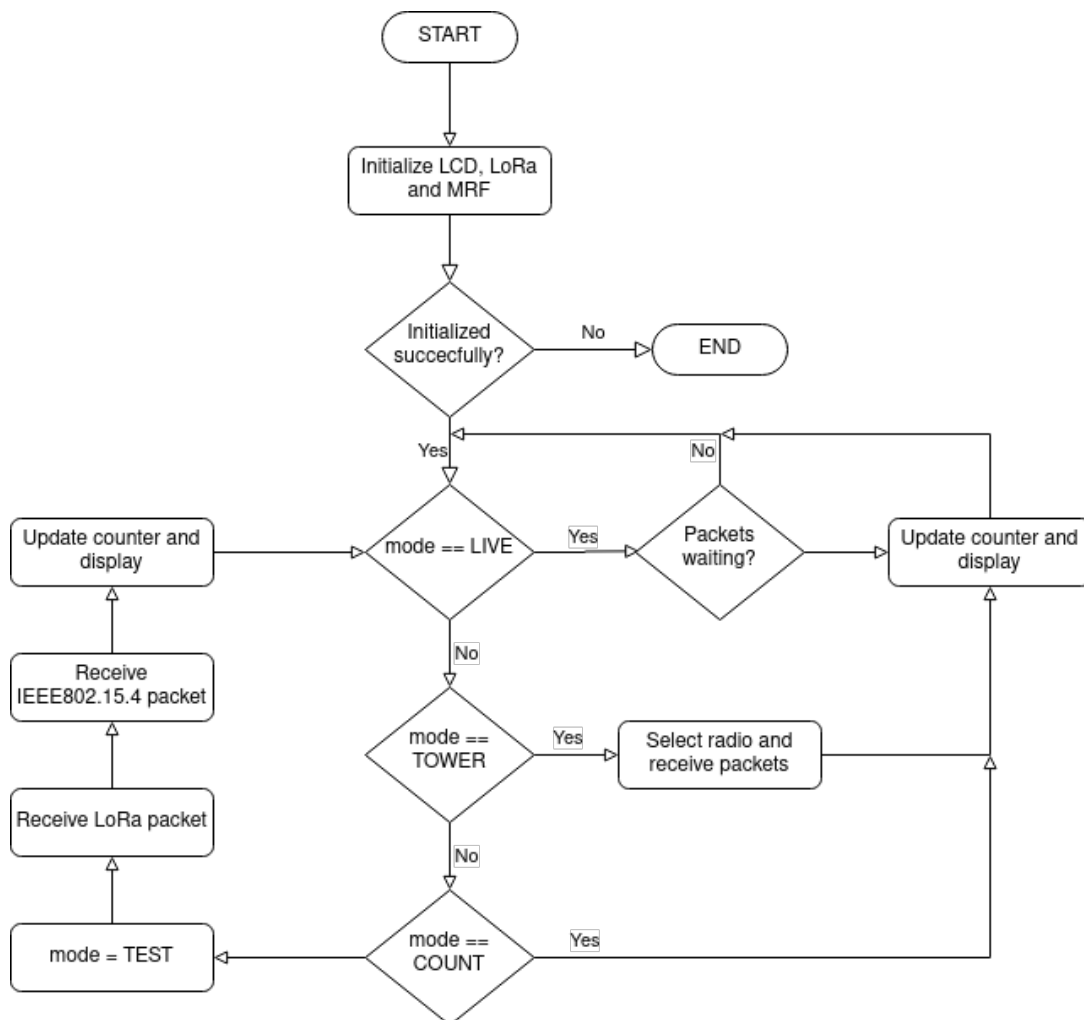 START
Initialize LCD, LoRa
and MRF
Initialized
succecfully?
No
END
Yes
No
Update counter and
display
mode == LIVE
Yes
Packets
waiting?
Update counter and
display
No
Receive
IEEE802.15.4 packet
mode ==
TOWER
Yes
Select radio and
receive packets
Receive LoRa packet
No
mode = TEST
mode ==
COUNT
Yes